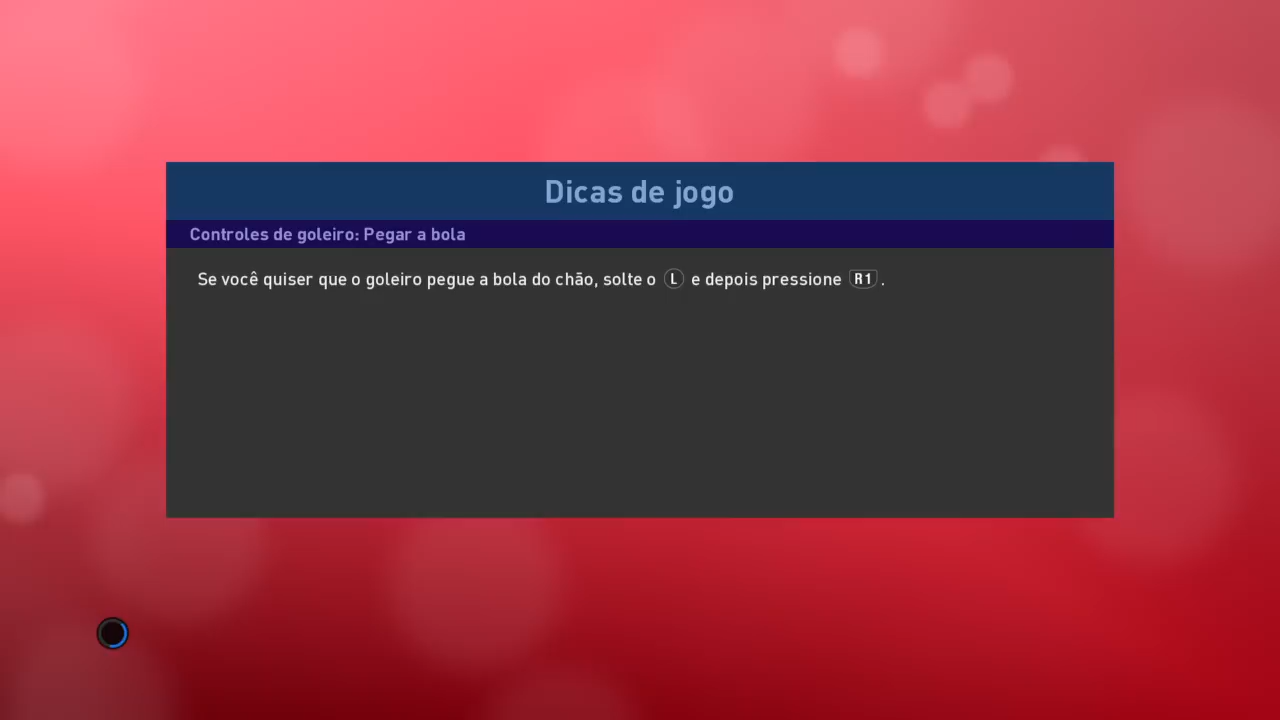 Dicas de jogo
Controles de goleiro: Pegar a bola
Se você quiser que o goleiro pegue a bola do chão, solte o L e depois pressione R1.